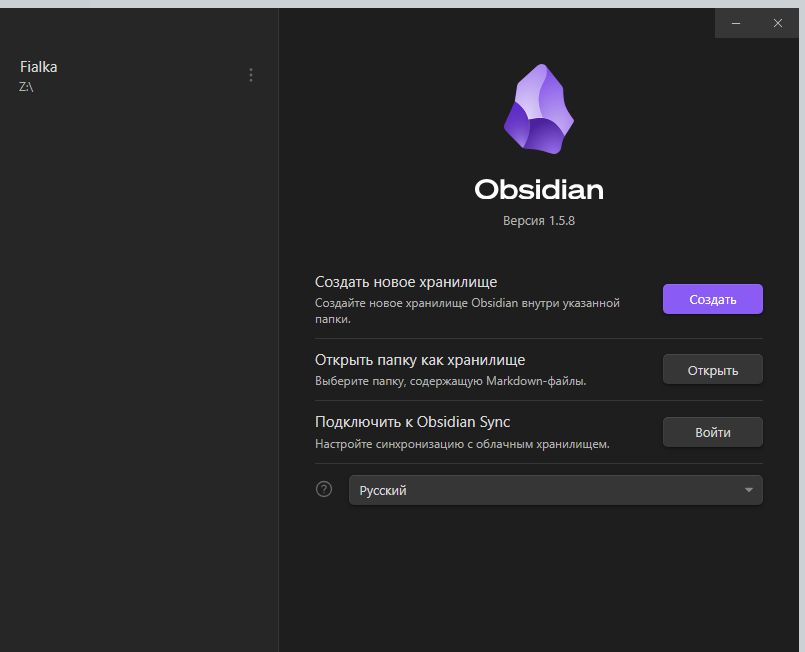 Fialka
Z:\
Obsidian
Версия 1.5.8
Создать новое хранилище
Создайте новое хранилище Obsidian внутри указанной
папки.
Создать
Открыть папку как хранилище
Выберите папку, содержащую Markdown-файлы.
Открыть
Подключить к Obsidian Sync
Настройте синхронизацию с облачным хранилищем.
Войти
?
Русский